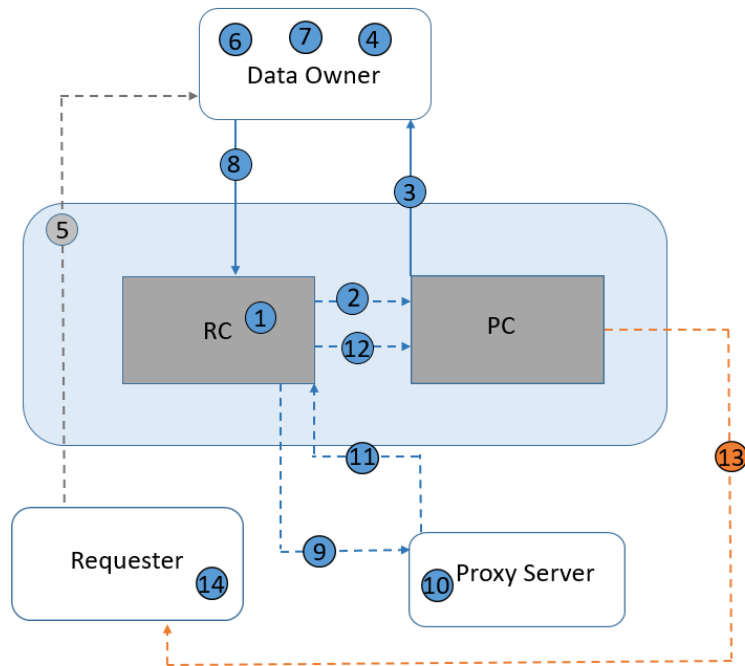 6 7 4
Data Owner
8
3
5
1
2
RC
PC
12
11
13
9
Requester
14
10
Proxy Server